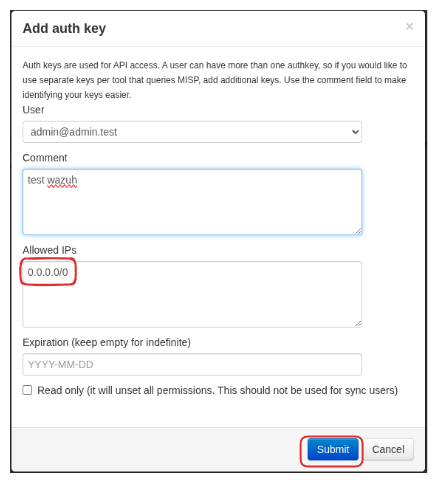 Add auth key
×
Auth keys are used for API access. A user can have more than one authkey, so if you would like to
use separate keys per tool that queries MISP, add additional keys. Use the comment field to make
identifying your keys easier.
User
admin@admin.test
Comment
test wazuh
Allowed IPs
0.0.0.0/0
Expiration (keep empty for indefinite)
YYYY-MM-DD
Read only (it will unset all permissions. This should not be used for sync users)
Submit Cancel